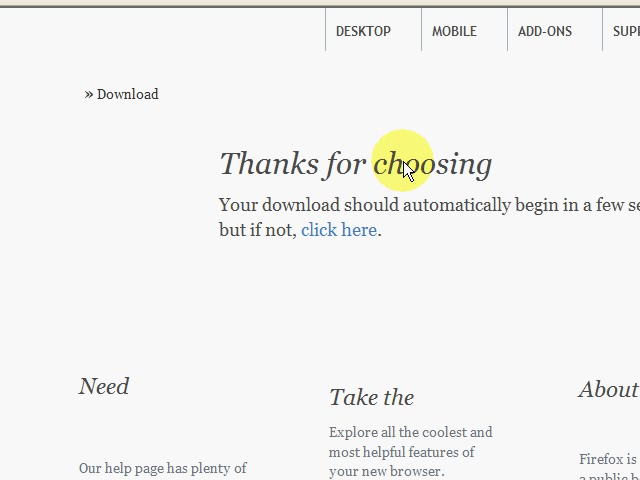 DESKTOP MOBILE ADD-ONS
» Download
Thanks for choosing
Your download should automatically begin in a few
but if not, click here.
Need
Take the
About
Explore all the coolest and
most helpful features of
your new browser.
Our help page has plenty of
Firefox is
a public